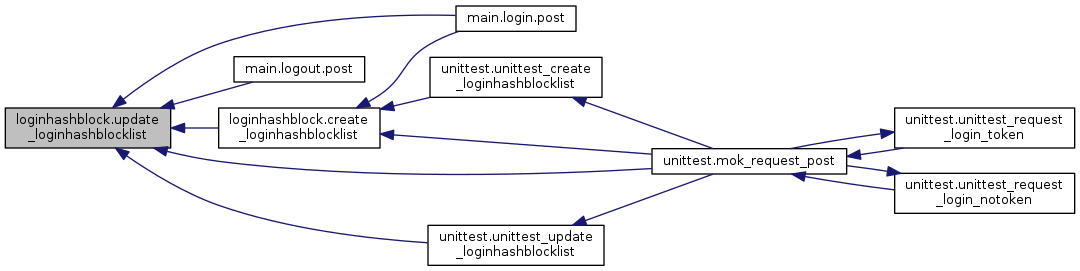 main.login.post
unittest.unittest_create
_loginhashblocklist
main.logout.post
loginhashblock.update
_loginhashblocklist
loginhashblock.create
_loginhashblocklist
unittest.unittest_request
_login_token
unittest.mok_request_post
unittest.unittest_request
_login_notoken
unittest.unittest_update
_loginhashblocklist